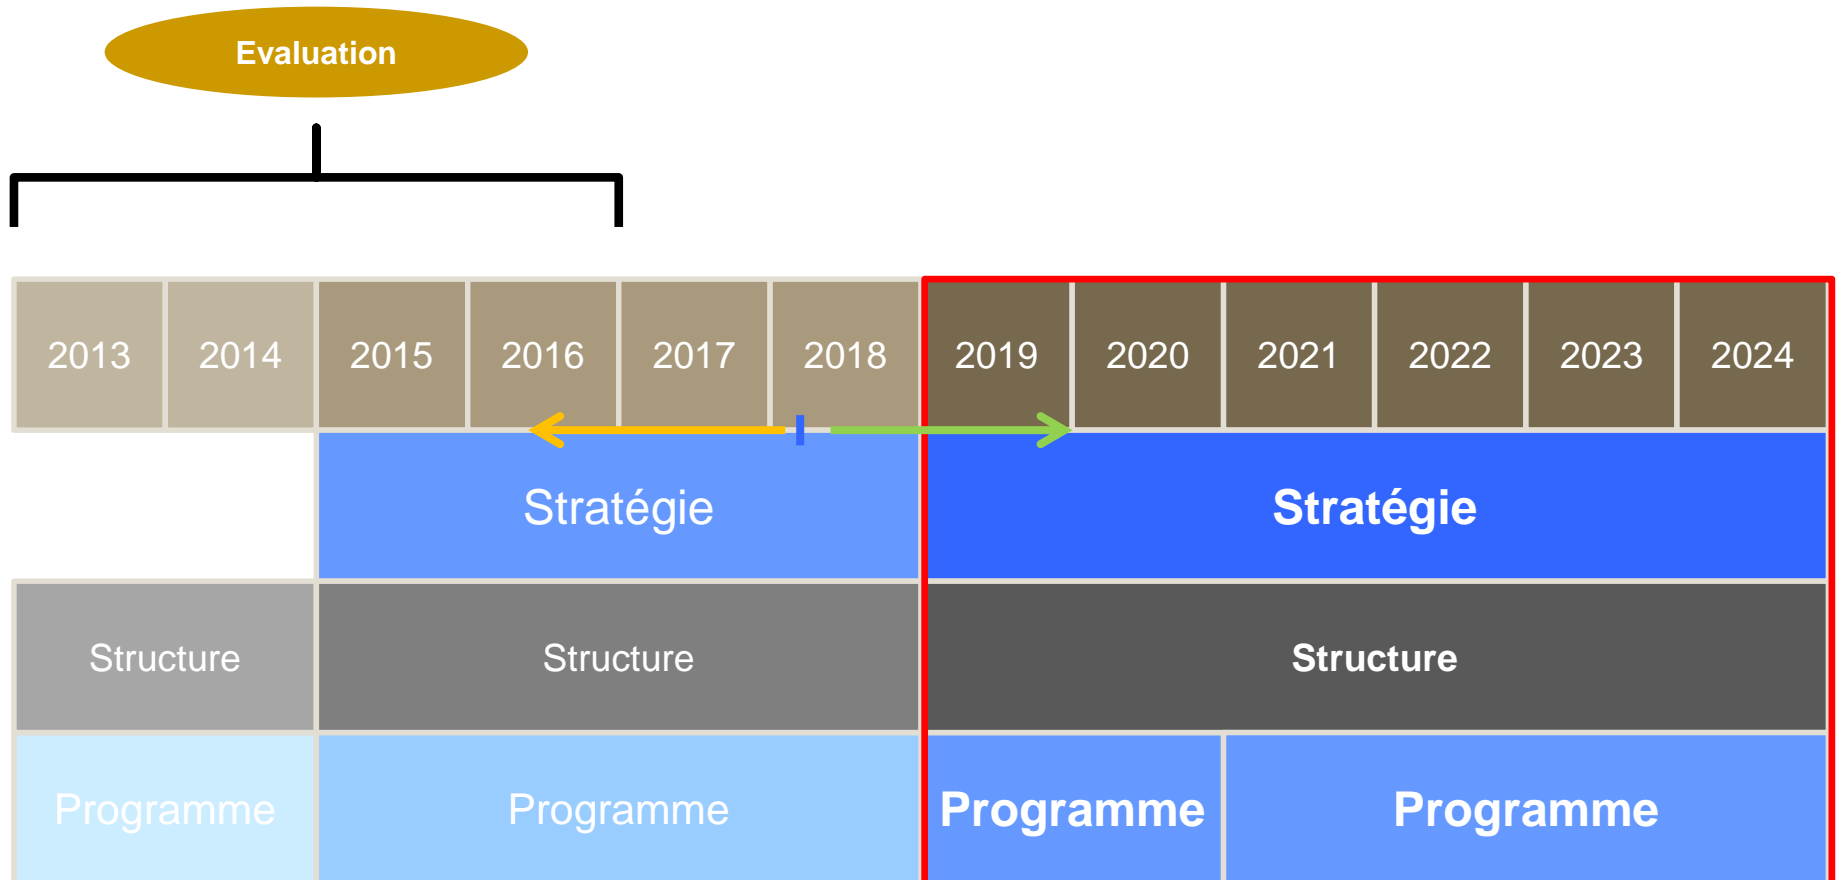 Evaluation
2013 2014 2015 2016 2017 2018 2019 2020 2021 2022 2023 2024
Stratégie Stratégie
Structure Structure Structure
Programme Programme Programme Programme